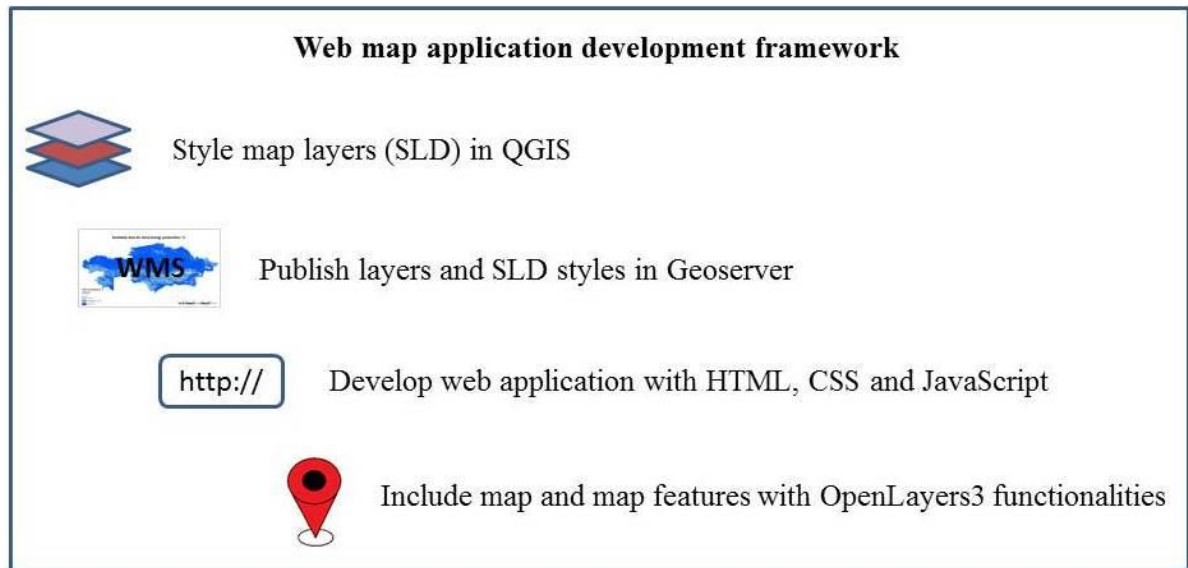 Web map application development framework
Style map layers (SLD) in QGIS
WMS
Publish layers and SLD styles in Geoserver
http://
Develop web application with HTML, CSS and JavaScript
Include map and map features with OpenLayers3 functionalities